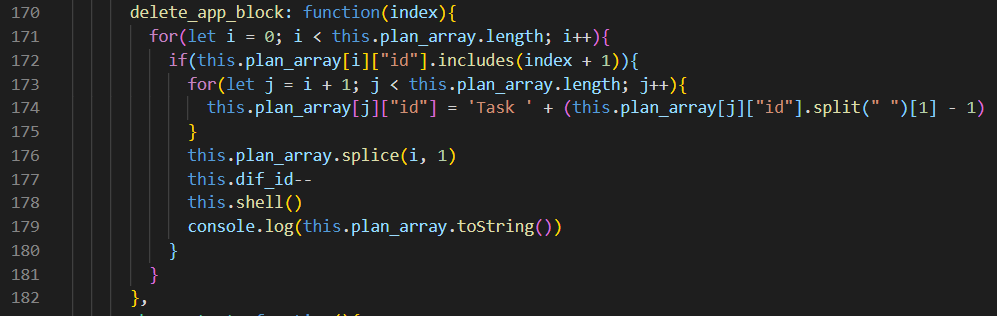 170 delete_app_block: function(index){
171 for(let i = 0; i < this.plan_array.length; i++){
172 if(this.plan_array[i]["id"].includes(index + 1)){
173 for(let j = i + 1; j < this.plan_array.length; j++){
174 this.plan_array[j]["id"] = 'Task ' + (this.plan_array[j]["id"].split(" ")[1] - 1)
175 }
176 this.plan_array.splice(i, 1)
177 this.dif_id--
178 this.shell()
179 console.log(this.plan_array.toString())
180 }
181 }
182 },